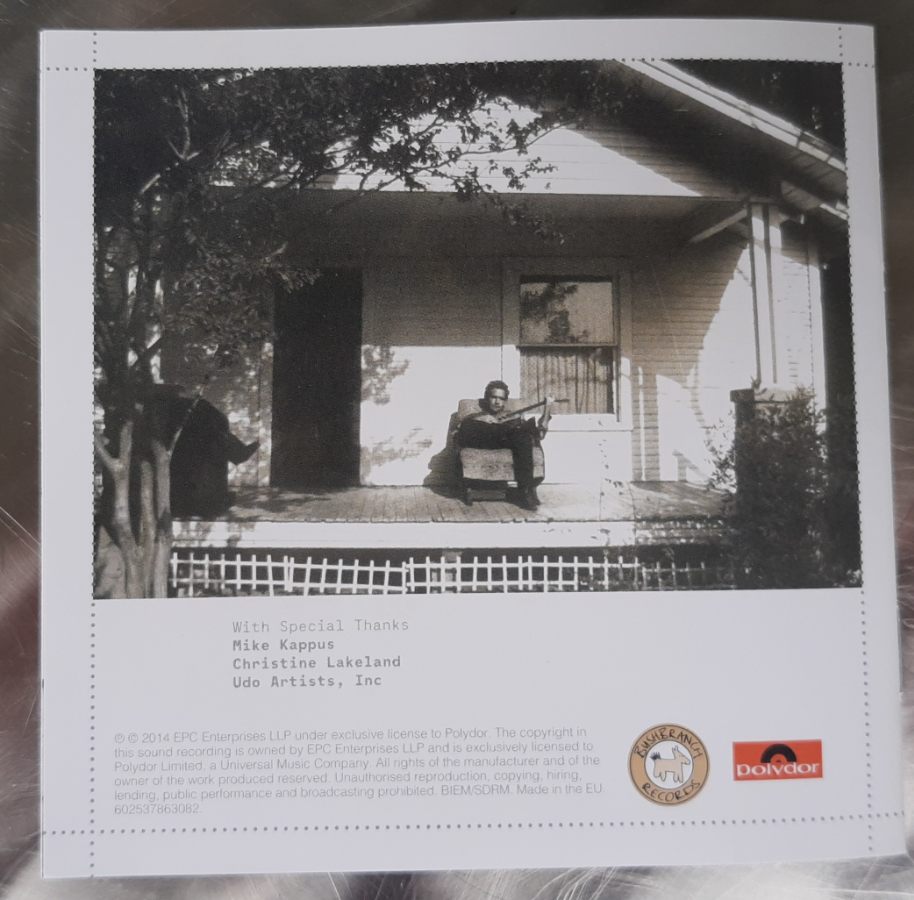 With Special Thanks
Mike Kappus
Christine Lakeland
Udo Artists, Inc
℗ © 2014 EPC Enterprises LLP under exclusive license to Polydor. The copyright in
this sound recording is owned by EPC Enterprises LLP and is exclusively licensed to
Polydor Limited, a Universal Music Company. All rights of the manufacturer and of the
owner of the work produced reserved. Unauthorised reproduction, copying, hiring,
lending, public performance and broadcasting prohibited. BIEM/SDRM. Made in the EU.
602537863082.
BUSHBRANCH
RECORDS
polydor